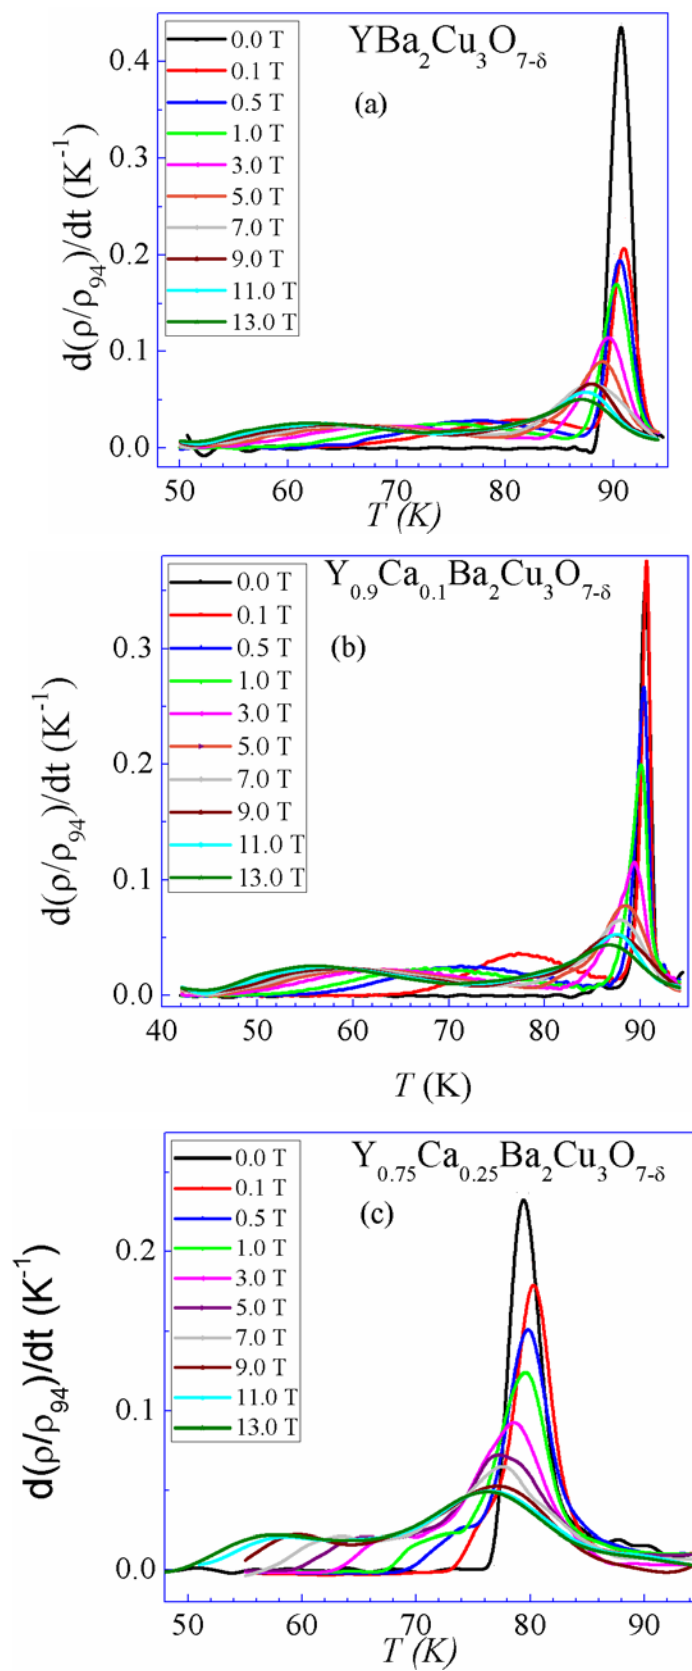 YBa₂Cu₃O₇₋δ
(a)
0.0 T
0.1 T
0.5 T
1.0 T
3.0 T
5.0 T
7.0 T
9.0 T
11.0 T
13.0 T
d(ρ/ρ₉₄)/dt (K⁻¹)
0.4
0.3
0.2
0.1
0.0
50 60 70 80 90
T (K)
Y₀.₉Ca₀.₁Ba₂Cu₃O₇₋δ
(b)
0.0 T
0.1 T
0.5 T
1.0 T
3.0 T
5.0 T
7.0 T
9.0 T
11.0 T
13.0 T
d(ρ/ρ₉₄)/dt (K⁻¹)
0.3
0.2
0.1
0.0
40 50 60 70 80 90
T (K)
Y₀.₇₅Ca₀.₂₅Ba₂Cu₃O₇₋δ
(c)
0.0 T
0.1 T
0.5 T
1.0 T
3.0 T
5.0 T
7.0 T
9.0 T
11.0 T
13.0 T
d(ρ/ρ₉₄)/dt (K⁻¹)
0.2
0.1
0.0
50 60 70 80 90
T (K)